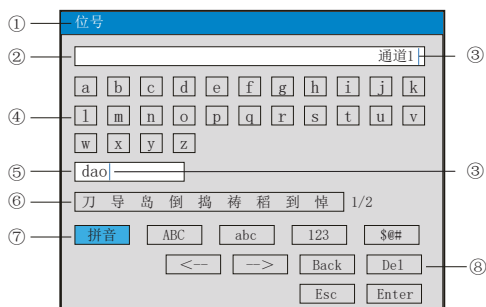 ① 位号
② 通道1 ③
a b c d e f g h i j k
④ l m n o p q r s t u v
w x y z
⑤ dao ③
⑥ 刀 导 岛 倒 捣 祷 稻 到 悼 1/2
⑦ 拼音 ABC abc 123 $@#
<-- --> Back Del ⑧
Esc Enter